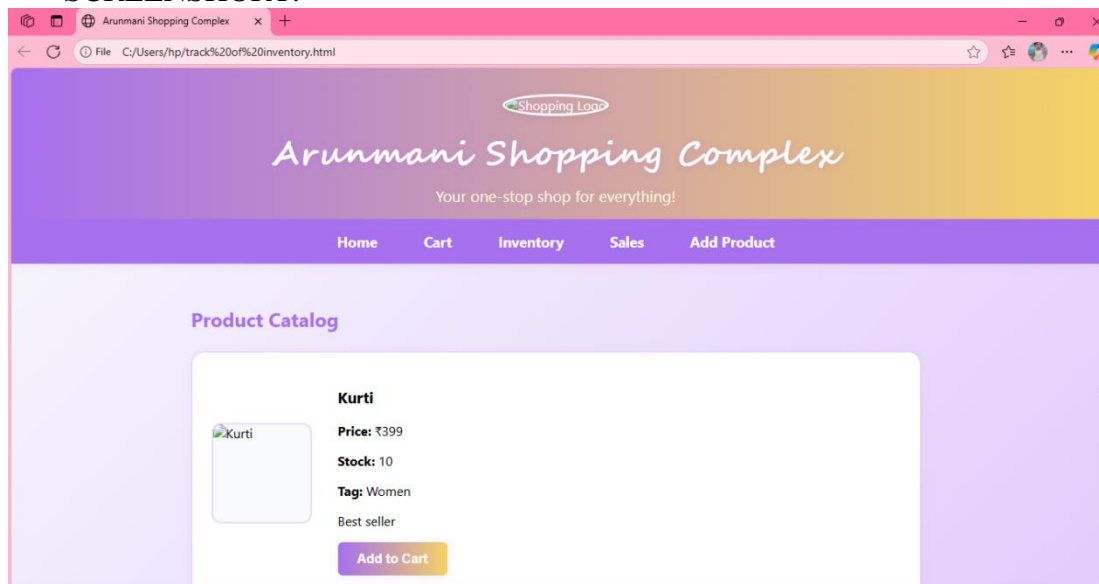 SCREENSHORT:
Arunmani Shopping Complex
File C:/Users/hp/track%20of%20inventory.html
Shopping Logo
Arunmani Shopping Complex
Your one-stop shop for everything!
Home Cart Inventory Sales Add Product
Product Catalog
Kurti
Kurti
Price: ₹399
Stock: 10
Tag: Women
Best seller
Add to Cart